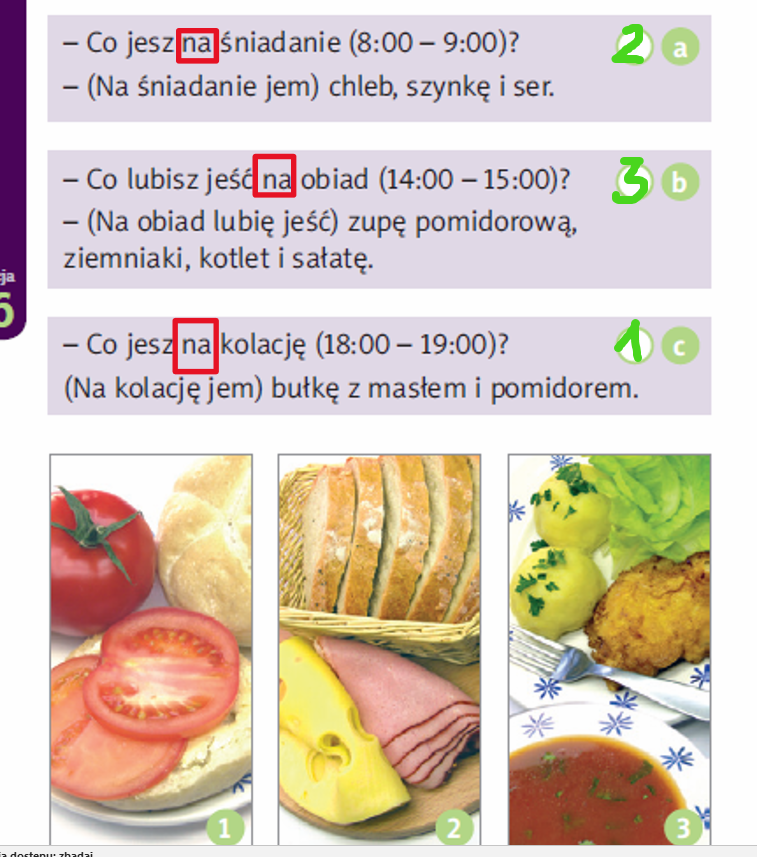 – Co jesz na śniadanie (8:00 – 9:00)? 2 a
– (Na śniadanie jem) chleb, szynkę i ser.
– Co lubisz jeść na obiad (14:00 – 15:00)? 3 b
– (Na obiad lubię jeść) zupę pomidorową,
ziemniaki, kotlet i sałatę.
cja
6
– Co jesz na kolację (18:00 – 19:00)? 1 c
(Na kolację jem) bułkę z masłem i pomidorem.
1
2
3
ja dostępu: zbadaj